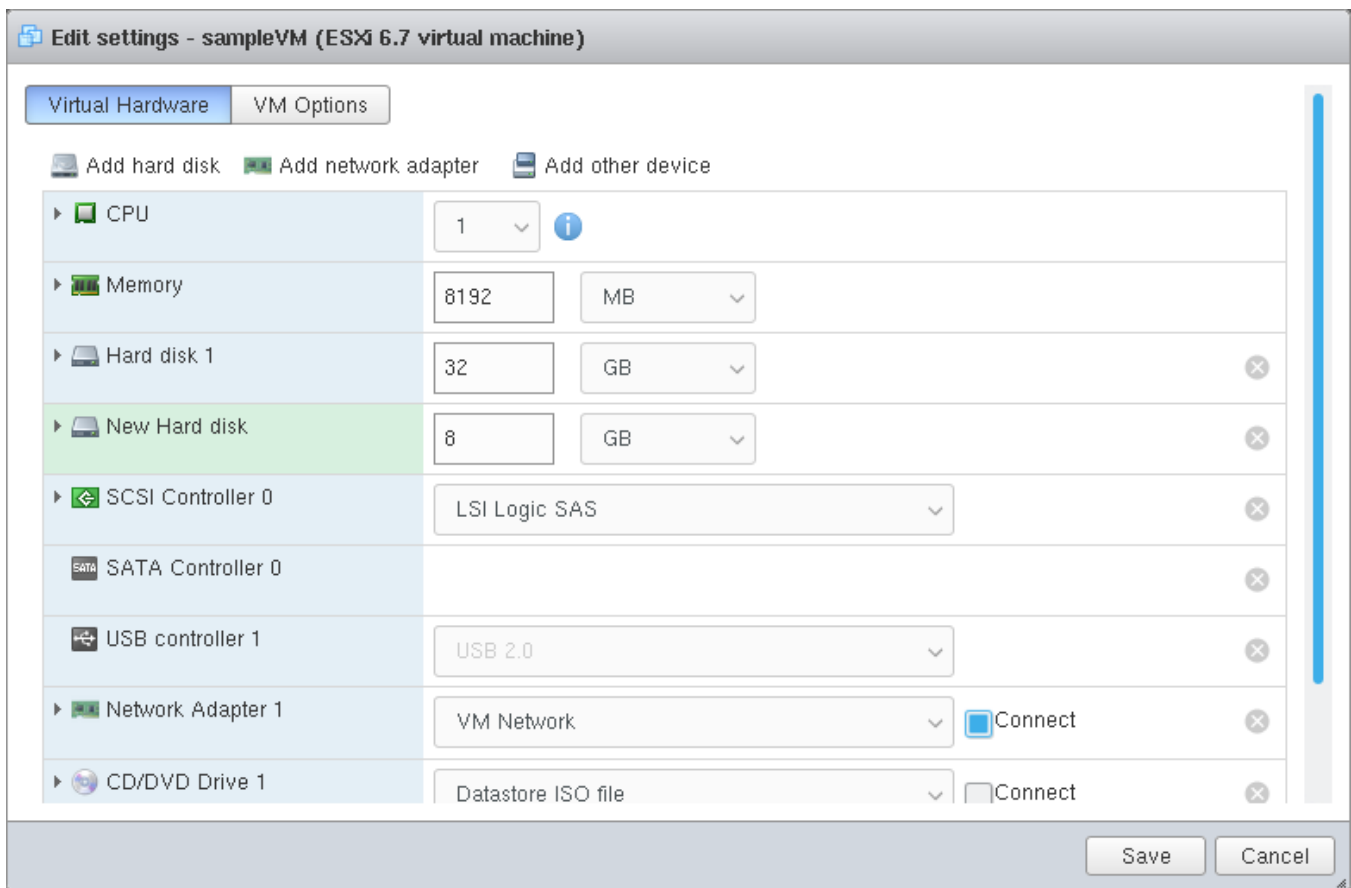 Edit settings - sampleVM (ESXi 6.7 virtual machine)
Virtual Hardware VM Options
Add hard disk Add network adapter Add other device
CPU 1 i
Memory 8192 MB
Hard disk 1 32 GB
New Hard disk 8 GB
SCSI Controller 0 LSI Logic SAS
SATA SATA Controller 0
USB controller 1 USB 2.0
Network Adapter 1 VM Network Connect
CD/DVD Drive 1 Datastore ISO file Connect
Save Cancel